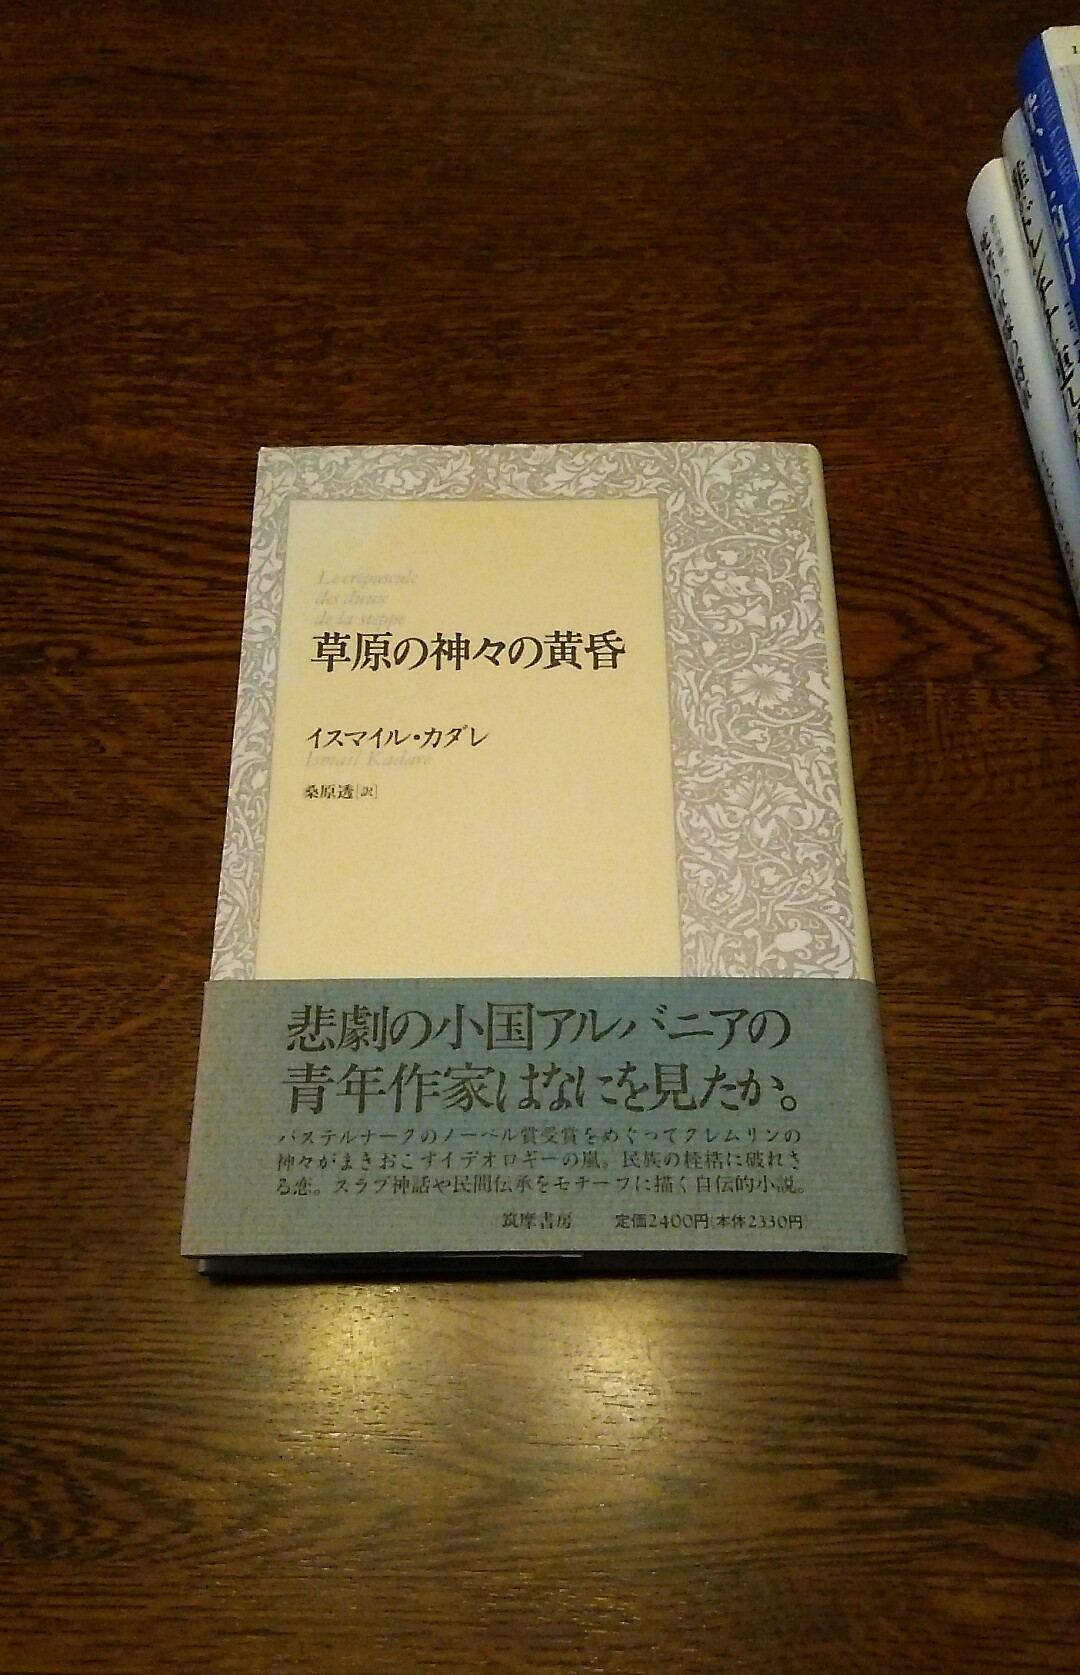 Le crépuscule
des dieux
de la steppe
草原の神々の黄昏
イスマイル・カダレ
Ismaïl Kadaré
桑原透[訳]
悲劇の小国アルバニアの
青年作家はなにを見たか。
パステルナークのノーベル賞受賞をめぐってクレムリンの
神々がまきおこすイデオロギーの嵐。民族の桎梏に破れさ
る恋。スラブ神話や民間伝承をモチーフに描く自伝的小説。
筑摩書房 定価2400円(本体2330円